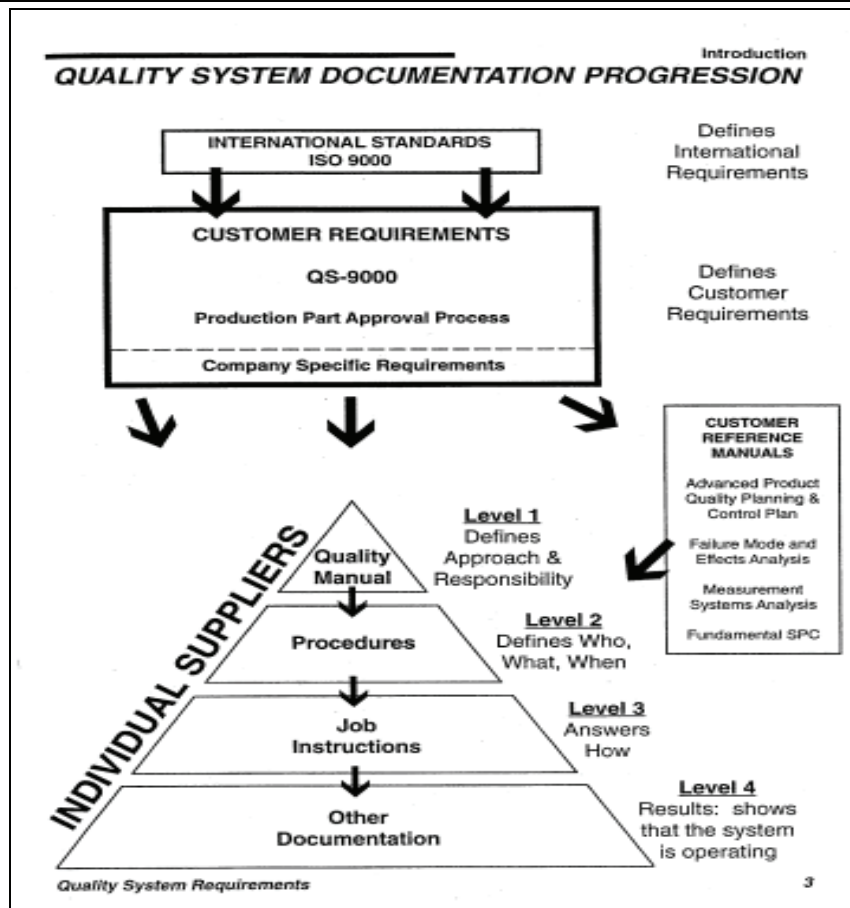 Introduction
QUALITY SYSTEM DOCUMENTATION PROGRESSION
INTERNATIONAL STANDARDS
ISO 9000
Defines
International
Requirements
CUSTOMER REQUIREMENTS
QS-9000
Production Part Approval Process
Company Specific Requirements
Defines
Customer
Requirements
CUSTOMER
REFERENCE
MANUALS
Advanced Product
Quality Planning &
Control Plan
Failure Mode and
Effects Analysis
Measurement
Systems Analysis
Fundamental SPC
INDIVIDUAL SUPPLIERS
Quality
Manual
Level 1
Defines
Approach &
Responsibility
Procedures
Level 2
Defines Who,
What, When
Job
Instructions
Level 3
Answers
How
Other
Documentation
Level 4
Results: shows
that the system
is operating
Quality System Requirements
3